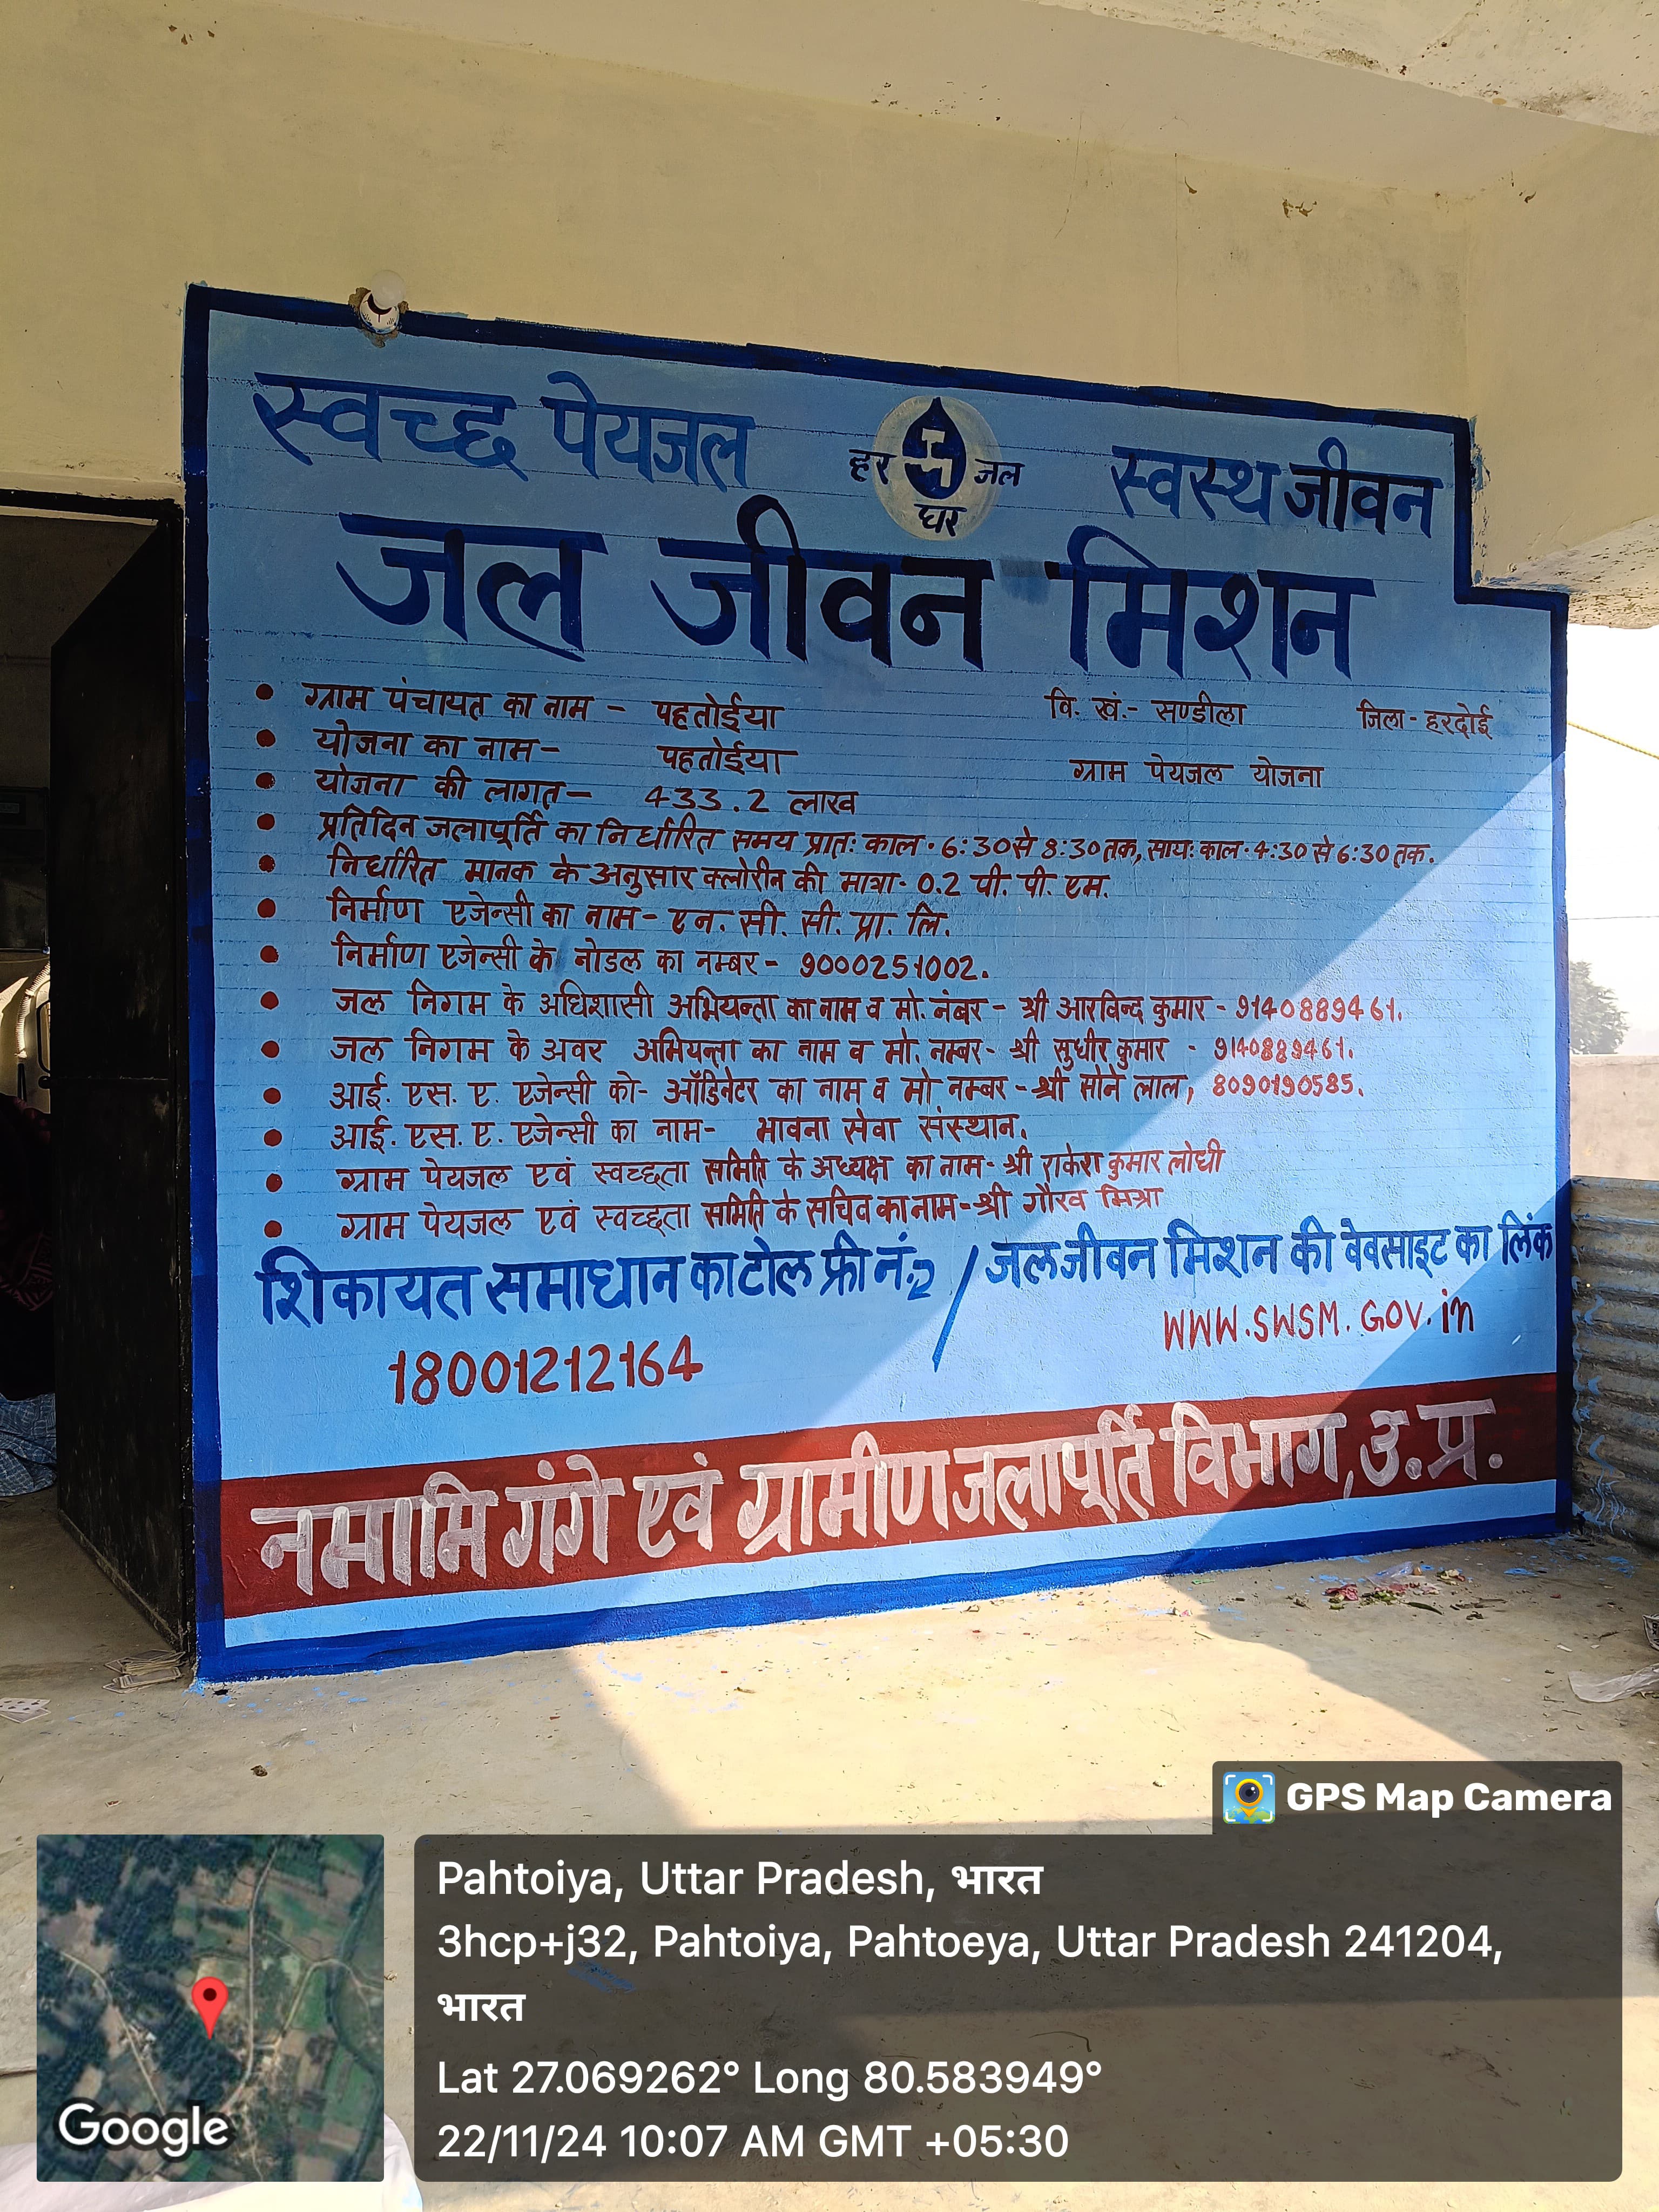 स्वच्छ पेयजल
हर जल
घर
स्वस्थ जीवन
जल जीवन मिशन
• ग्राम पंचायत का नाम – पहतोईया वि. खं.- सण्डीला जिला - हरदोई
• योजना का नाम– पहतोईया ग्राम पेयजल योजना
• योजना की लागत– 433.2 लाख
• प्रतिदिन जलापूर्ति का निर्धारित समय प्रातः काल · 6:30 से 8:30 तक, सायः काल · 4:30 से 6:30 तक.
• निर्धारित मानक के अनुसार क्लोरीन की मात्रा- 0.2 पी. पी. एम.
• निर्माण एजेन्सी का नाम – एन. सी. सी. प्रा. लि.
• निर्माण एजेन्सी के नोडल का नम्बर - 9000251002.
• जल निगम के अधिशासी अभियन्ता का नाम व मो. नंबर – श्री आरविन्द कुमार - 9140889461.
• जल निगम के अवर अभियन्ता का नाम व मो. नम्बर- श्री सुधीर कुमार - 9140889461.
• आई. एस. ए. एजेन्सी को- ऑडिनेटर का नाम व मो नम्बर – श्री सोने लाल, 8090190585.
• आई. एस. ए. एजेन्सी का नाम- भावना सेवा संस्थान.
• ग्राम पेयजल एवं स्वच्छता समिति के अध्यक्ष का नाम- श्री राकेश कुमार लोधी
• ग्राम पेयजल एवं स्वच्छता समिति के सचिव का नाम-श्री गौरव मिश्रा
शिकायत समाधान का टोल फ्री नं.2 / जल जीवन मिशन की वेवसाइट का लिंक
18001212164 WWW.SWSM.GOV.in
नमामि गंगे एवं ग्रामीण जलापूर्ति विभाग, उ.प्र.
GPS Map Camera
Pahtoiya, Uttar Pradesh, भारत
3hcp+j32, Pahtoiya, Pahtoeya, Uttar Pradesh 241204,
भारत
Lat 27.069262° Long 80.583949°
22/11/24 10:07 AM GMT +05:30
Google